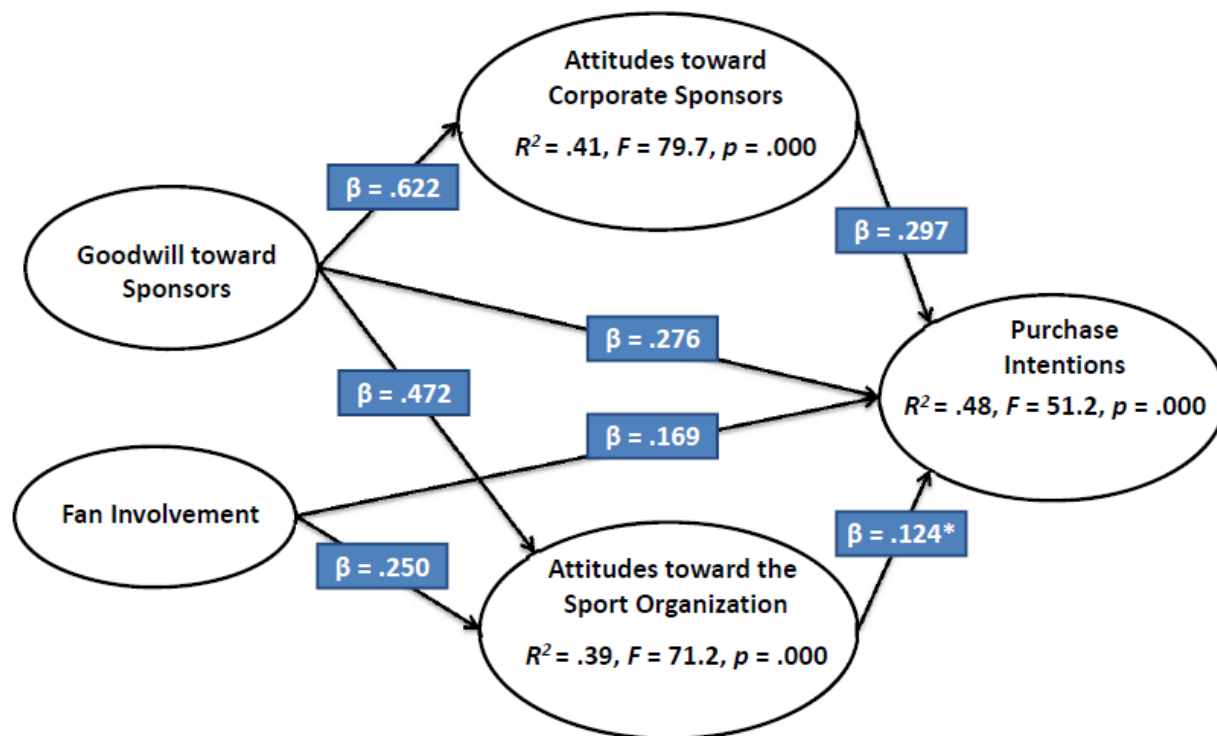 Attitudes toward
Corporate Sponsors
R² = .41, F = 79.7, p = .000
β = .622
β = .297
Goodwill toward
Sponsors
β = .276
Purchase
Intentions
R² = .48, F = 51.2, p = .000
β = .472
β = .169
Fan Involvement
β = .124*
β = .250
Attitudes toward the
Sport Organization
R² = .39, F = 71.2, p = .000